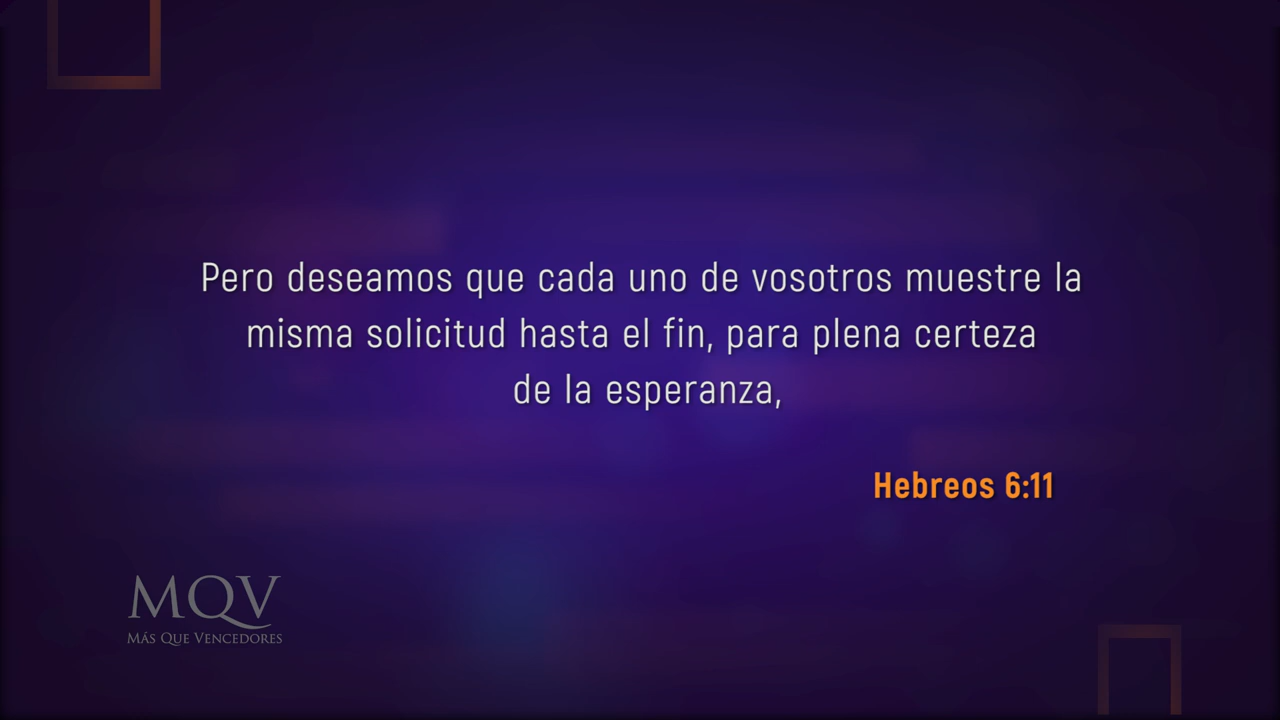 Pero deseamos que cada uno de vosotros muestre la
misma solicitud hasta el fin, para plena certeza
de la esperanza,
Hebreos 6:11
MQV
Más Que Vencedores